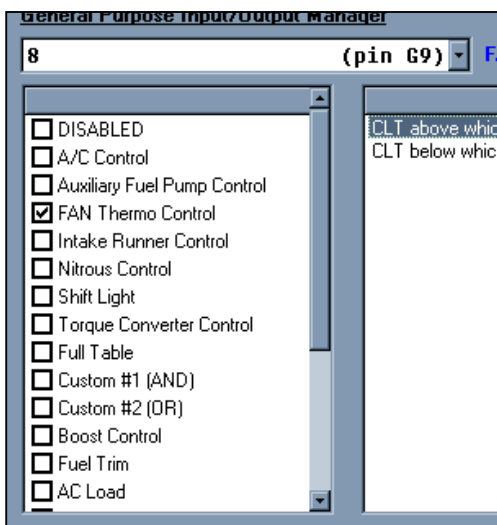 General Purpose Input/Output Manager
8 (pin G9)
DISABLED
A/C Control
Auxiliary Fuel Pump Control
FAN Thermo Control
Intake Runner Control
Nitrous Control
Shift Light
Torque Converter Control
Full Table
Custom #1 (AND)
Custom #2 (OR)
Boost Control
Fuel Trim
AC Load
CLT above
CLT below